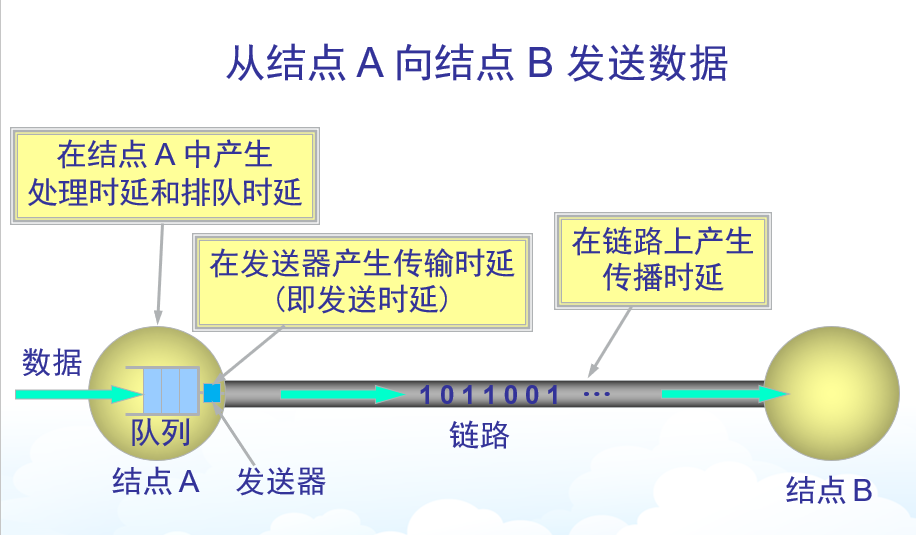 从结点 A 向结点 B 发送数据
在结点 A 中产生
处理时延和排队时延
在发送器产生传输时延
(即发送时延)
在链路上产生
传播时延
数据
1 0 1 1 0 0 1 …
队列
链路
结点 A
发送器
结点 B